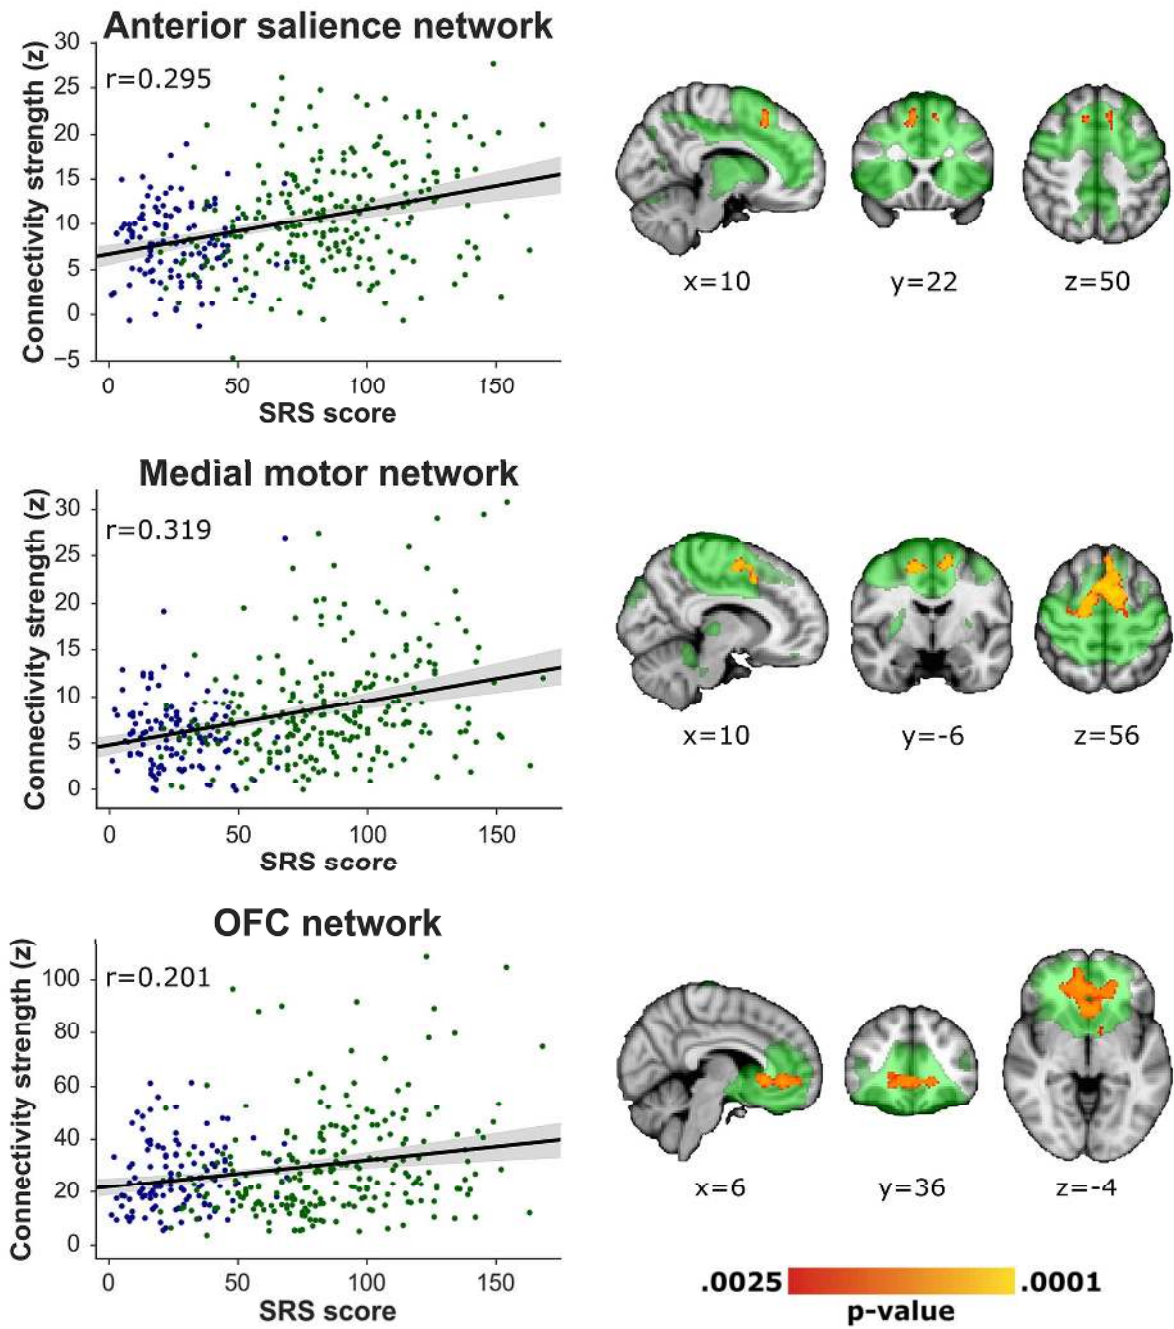 Anterior salience network
Connectivity strength (z)
30
25
20
15
10
5
0
−5
r=0.295
0 50 100 150
SRS score
x=10 y=22 z=50
Medial motor network
Connectivity strength (z)
30
25
20
15
10
5
0
r=0.319
0 50 100 150
SRS score
x=10 y=-6 z=56
OFC network
Connectivity strength (z)
100
80
60
40
20
0
r=0.201
0 50 100 150
SRS score
x=6 y=36 z=-4
.0025 .0001
p-value